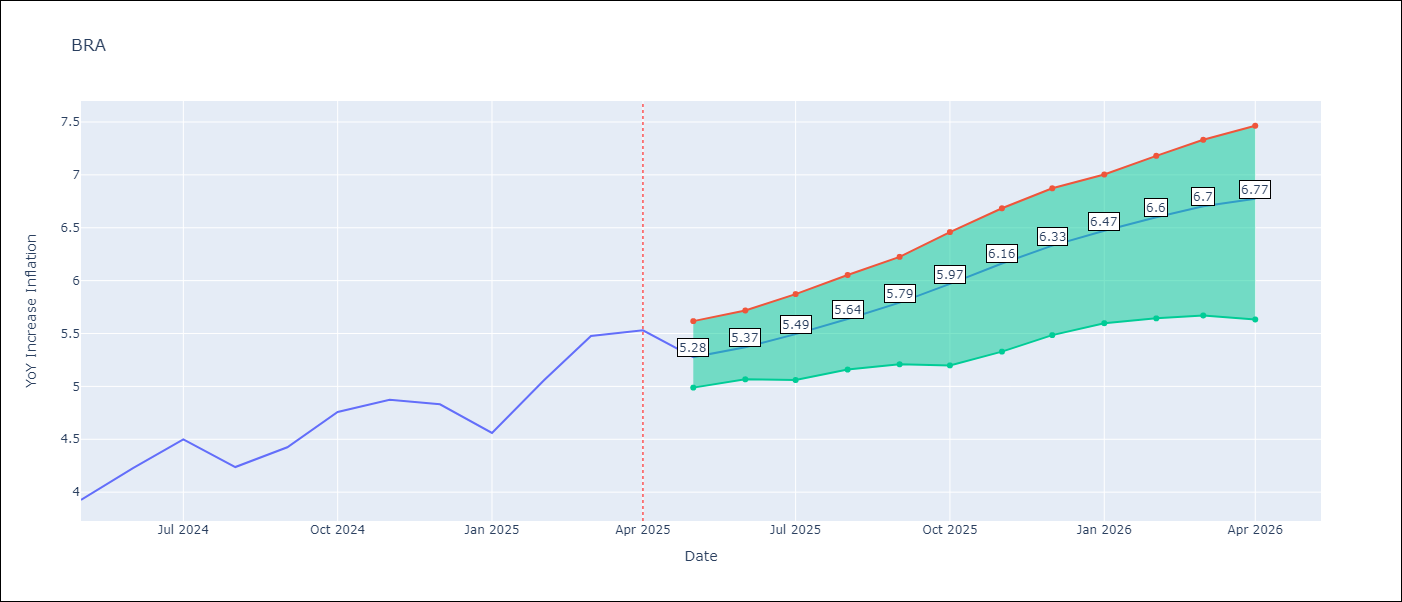 BRA
YoY Increase Inflation
7.5
7
6.5
6
5.5
5
4.5
4
5.28
5.37
5.49
5.64
5.79
5.97
6.16
6.33
6.47
6.6
6.7
6.77
Jul 2024
Oct 2024
Jan 2025
Apr 2025
Jul 2025
Oct 2025
Jan 2026
Apr 2026
Date